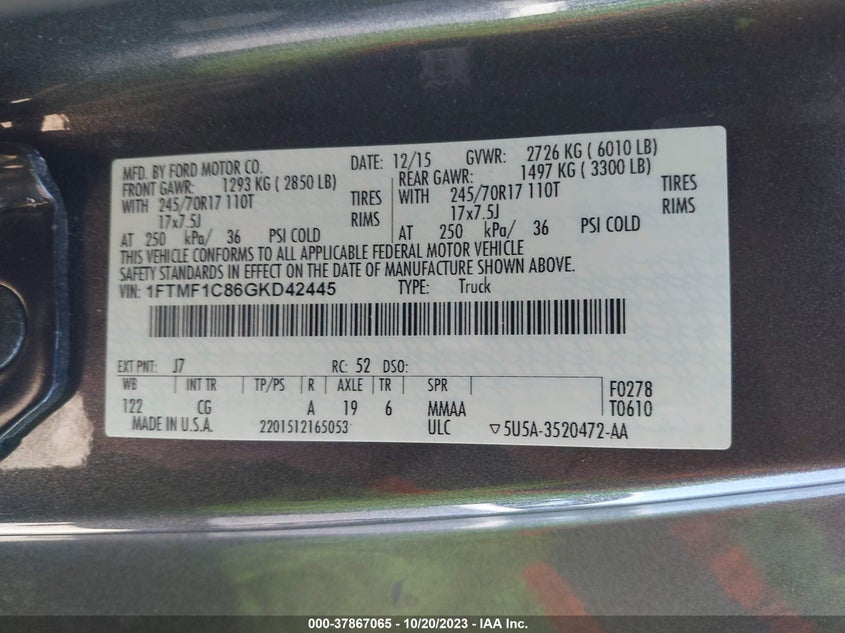 MFD. BY FORD MOTOR CO. DATE: 12/15 GVWR: 2726 KG ( 6010 LB)
FRONT GAWR: 1293 KG ( 2850 LB) REAR GAWR: 1497 KG ( 3300 LB)
WITH 245/70R17 110T TIRES WITH 245/70R17 110T TIRES
17x7.5J RIMS 17x7.5J RIMS
AT 250 kPa/ 36 PSI COLD AT 250 kPa/ 36 PSI COLD
THIS VEHICLE CONFORMS TO ALL APPLICABLE FEDERAL MOTOR VEHICLE
SAFETY STANDARDS IN EFFECT ON THE DATE OF MANUFACTURE SHOWN ABOVE.
VIN: 1FTMF1C86GKD42445 TYPE: Truck
EXT PNT: J7 RC: 52 DSO:
WB INT TR TP/PS R AXLE TR SPR F0278
122 CG A 19 6 MMAA T0610
MADE IN U.S.A. 2201512165053 ULC ▽5U5A-3520472-AA
000-37867065 - 10/20/2023 - IAA Inc.